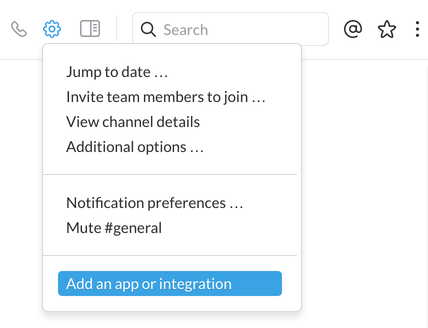 Search
Jump to date …
Invite team members to join …
View channel details
Additional options …
Notification preferences …
Mute #general
Add an app or integration